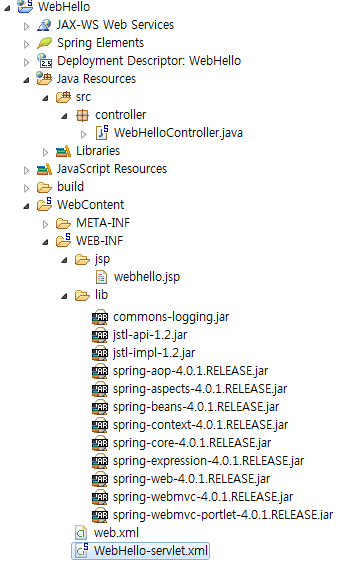 WebHello
JAX-WS Web Services
Spring Elements
Deployment Descriptor: WebHello
Java Resources
src
controller
WebHelloController.java
Libraries
JavaScript Resources
build
WebContent
META-INF
WEB-INF
jsp
webhello.jsp
lib
commons-logging.jar
jstl-api-1.2.jar
jstl-impl-1.2.jar
spring-aop-4.0.1.RELEASE.jar
spring-aspects-4.0.1.RELEASE.jar
spring-beans-4.0.1.RELEASE.jar
spring-context-4.0.1.RELEASE.jar
spring-core-4.0.1.RELEASE.jar
spring-expression-4.0.1.RELEASE.jar
spring-web-4.0.1.RELEASE.jar
spring-webmvc-4.0.1.RELEASE.jar
spring-webmvc-portlet-4.0.1.RELEASE.jar
web.xml
WebHello-servlet.xml